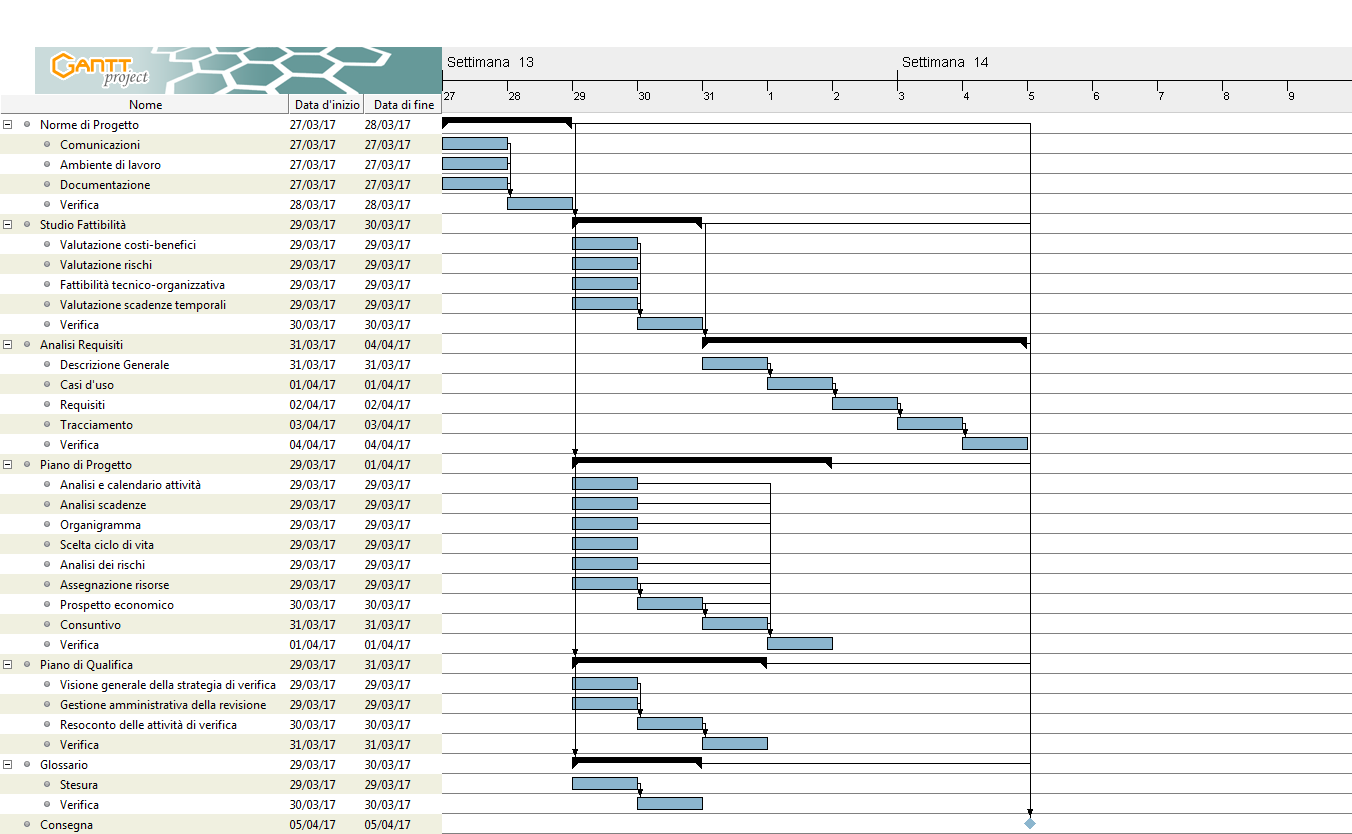 GANTT
project
Settimana 13
Settimana 14
27 28 29 30 31 1 2 3 4 5 6 7 8 9
Nome Data d'inizio Data di fine
Norme di Progetto 27/03/17 28/03/17
Comunicazioni 27/03/17 27/03/17
Ambiente di lavoro 27/03/17 27/03/17
Documentazione 27/03/17 27/03/17
Verifica 28/03/17 28/03/17
Studio Fattibilità 29/03/17 30/03/17
Valutazione costi-benefici 29/03/17 29/03/17
Valutazione rischi 29/03/17 29/03/17
Fattibilità tecnico-organizzativa 29/03/17 29/03/17
Valutazione scadenze temporali 29/03/17 29/03/17
Verifica 30/03/17 30/03/17
Analisi Requisiti 31/03/17 04/04/17
Descrizione Generale 31/03/17 31/03/17
Casi d'uso 01/04/17 01/04/17
Requisiti 02/04/17 02/04/17
Tracciamento 03/04/17 03/04/17
Verifica 04/04/17 04/04/17
Piano di Progetto 29/03/17 01/04/17
Analisi e calendario attività 29/03/17 29/03/17
Analisi scadenze 29/03/17 29/03/17
Organigramma 29/03/17 29/03/17
Scelta ciclo di vita 29/03/17 29/03/17
Analisi dei rischi 29/03/17 29/03/17
Assegnazione risorse 29/03/17 29/03/17
Prospetto economico 30/03/17 30/03/17
Consuntivo 31/03/17 31/03/17
Verifica 01/04/17 01/04/17
Piano di Qualifica 29/03/17 31/03/17
Visione generale della strategia di verifica 29/03/17 29/03/17
Gestione amministrativa della revisione 29/03/17 29/03/17
Resoconto delle attività di verifica 30/03/17 30/03/17
Verifica 31/03/17 31/03/17
Glossario 29/03/17 30/03/17
Stesura 29/03/17 29/03/17
Verifica 30/03/17 30/03/17
Consegna 05/04/17 05/04/17